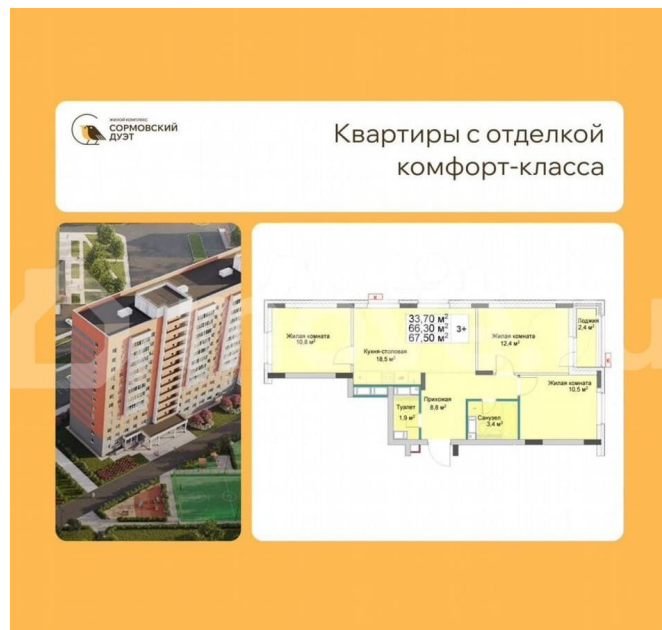 ЖИЛОЙ КОМПЛЕКС
СОРМОВСКИЙ
ДУЭТ
Квартиры с отделкой
комфорт-класса
33,70 м²
66,30 м² 3+
67,50 м²
Лоджия
2,4 м²
Жилая комната
10,8 м²
Жилая комната
12,4 м²
Кухня-столовая
18,5 м²
Жилая комната
10,5 м²
Прихожая
8,8 м²
Туалет
1,9 м²
Санузел
3,4 м²